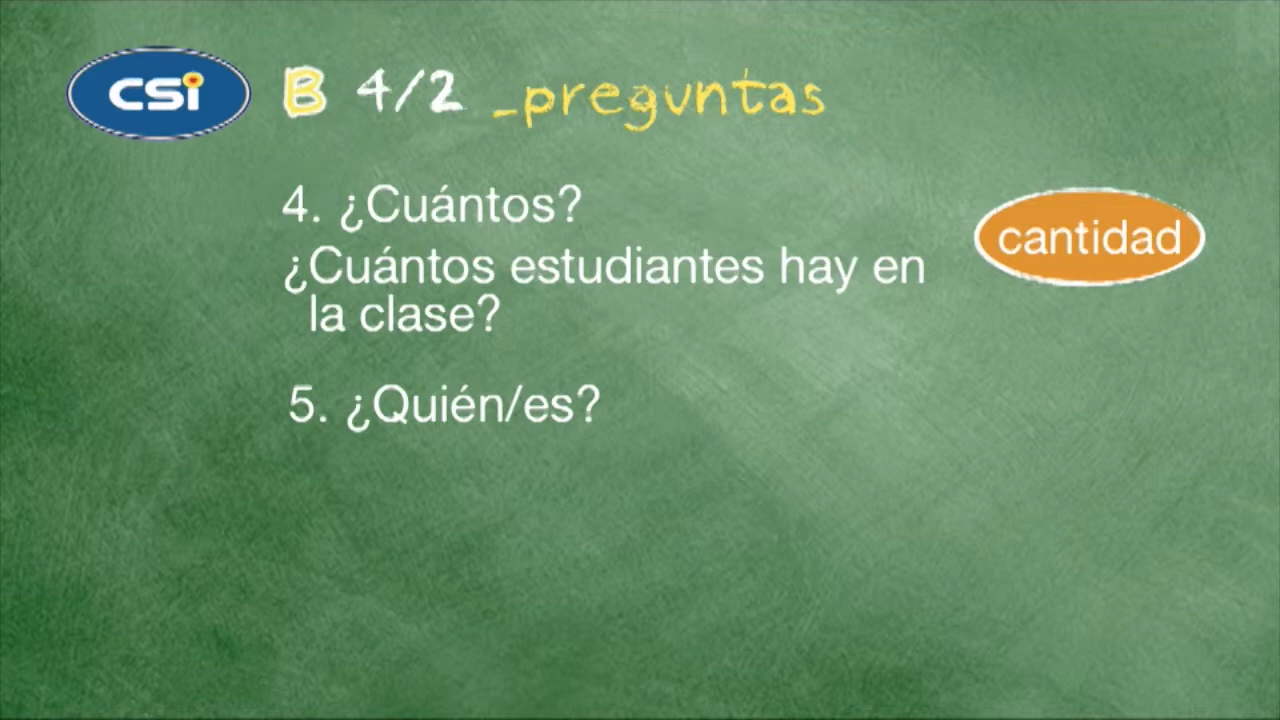 CSi B 4/2 _preguntas
4. ¿Cuántos?
cantidad
¿Cuántos estudiantes hay en
la clase?
5. ¿Quién/es?